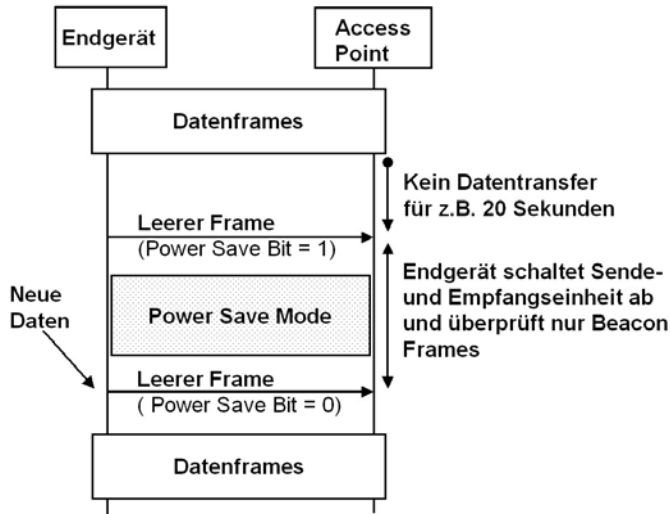 Endgerät
Access
Point
Datenframes
Kein Datentransfer
für z.B. 20 Sekunden
Leerer Frame
(Power Save Bit = 1)
Endgerät schaltet Sende-
und Empfangseinheit ab
und überprüft nur Beacon
Frames
Neue
Daten
Power Save Mode
Leerer Frame
( Power Save Bit = 0)
Datenframes